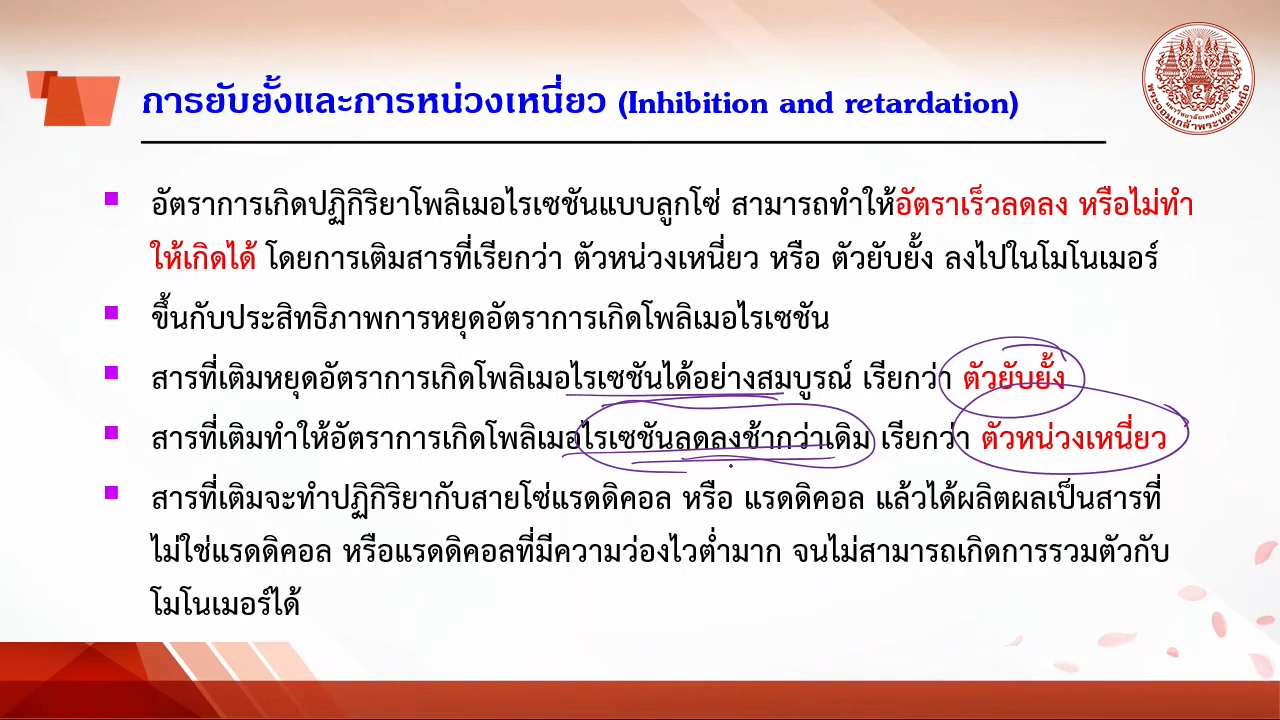 การยับยั้งและการหน่วงเหนี่ยว (Inhibition and retardation)
อัตราการเกิดปฏิกิริยาโพลิเมอไรเซชันแบบลูกโซ่ สามารถทำให้อัตราเร็วลดลง หรือไม่ทำ
ให้เกิดได้ โดยการเติมสารที่เรียกว่า ตัวหน่วงเหนี่ยว หรือ ตัวยับยั้ง ลงไปในโมโนเมอร์
ขึ้นกับประสิทธิภาพการหยุดอัตราการเกิดโพลิเมอไรเซชัน
สารที่เติมหยุดอัตราการเกิดโพลิเมอไรเซชันได้อย่างสมบูรณ์ เรียกว่า ตัวยับยั้ง
สารที่เติมทำให้อัตราการเกิดโพลิเมอไรเซชันลดลงช้ากว่าเดิม เรียกว่า ตัวหน่วงเหนี่ยว
สารที่เติมจะทำปฏิกิริยากับสายโซ่แรดดิคอล หรือ แรดดิคอล แล้วได้ผลิตผลเป็นสารที่
ไม่ใช่แรดดิคอล หรือแรดดิคอลที่มีความว่องไวต่ำมาก จนไม่สามารถเกิดการรวมตัวกับ
โมโนเมอร์ได้